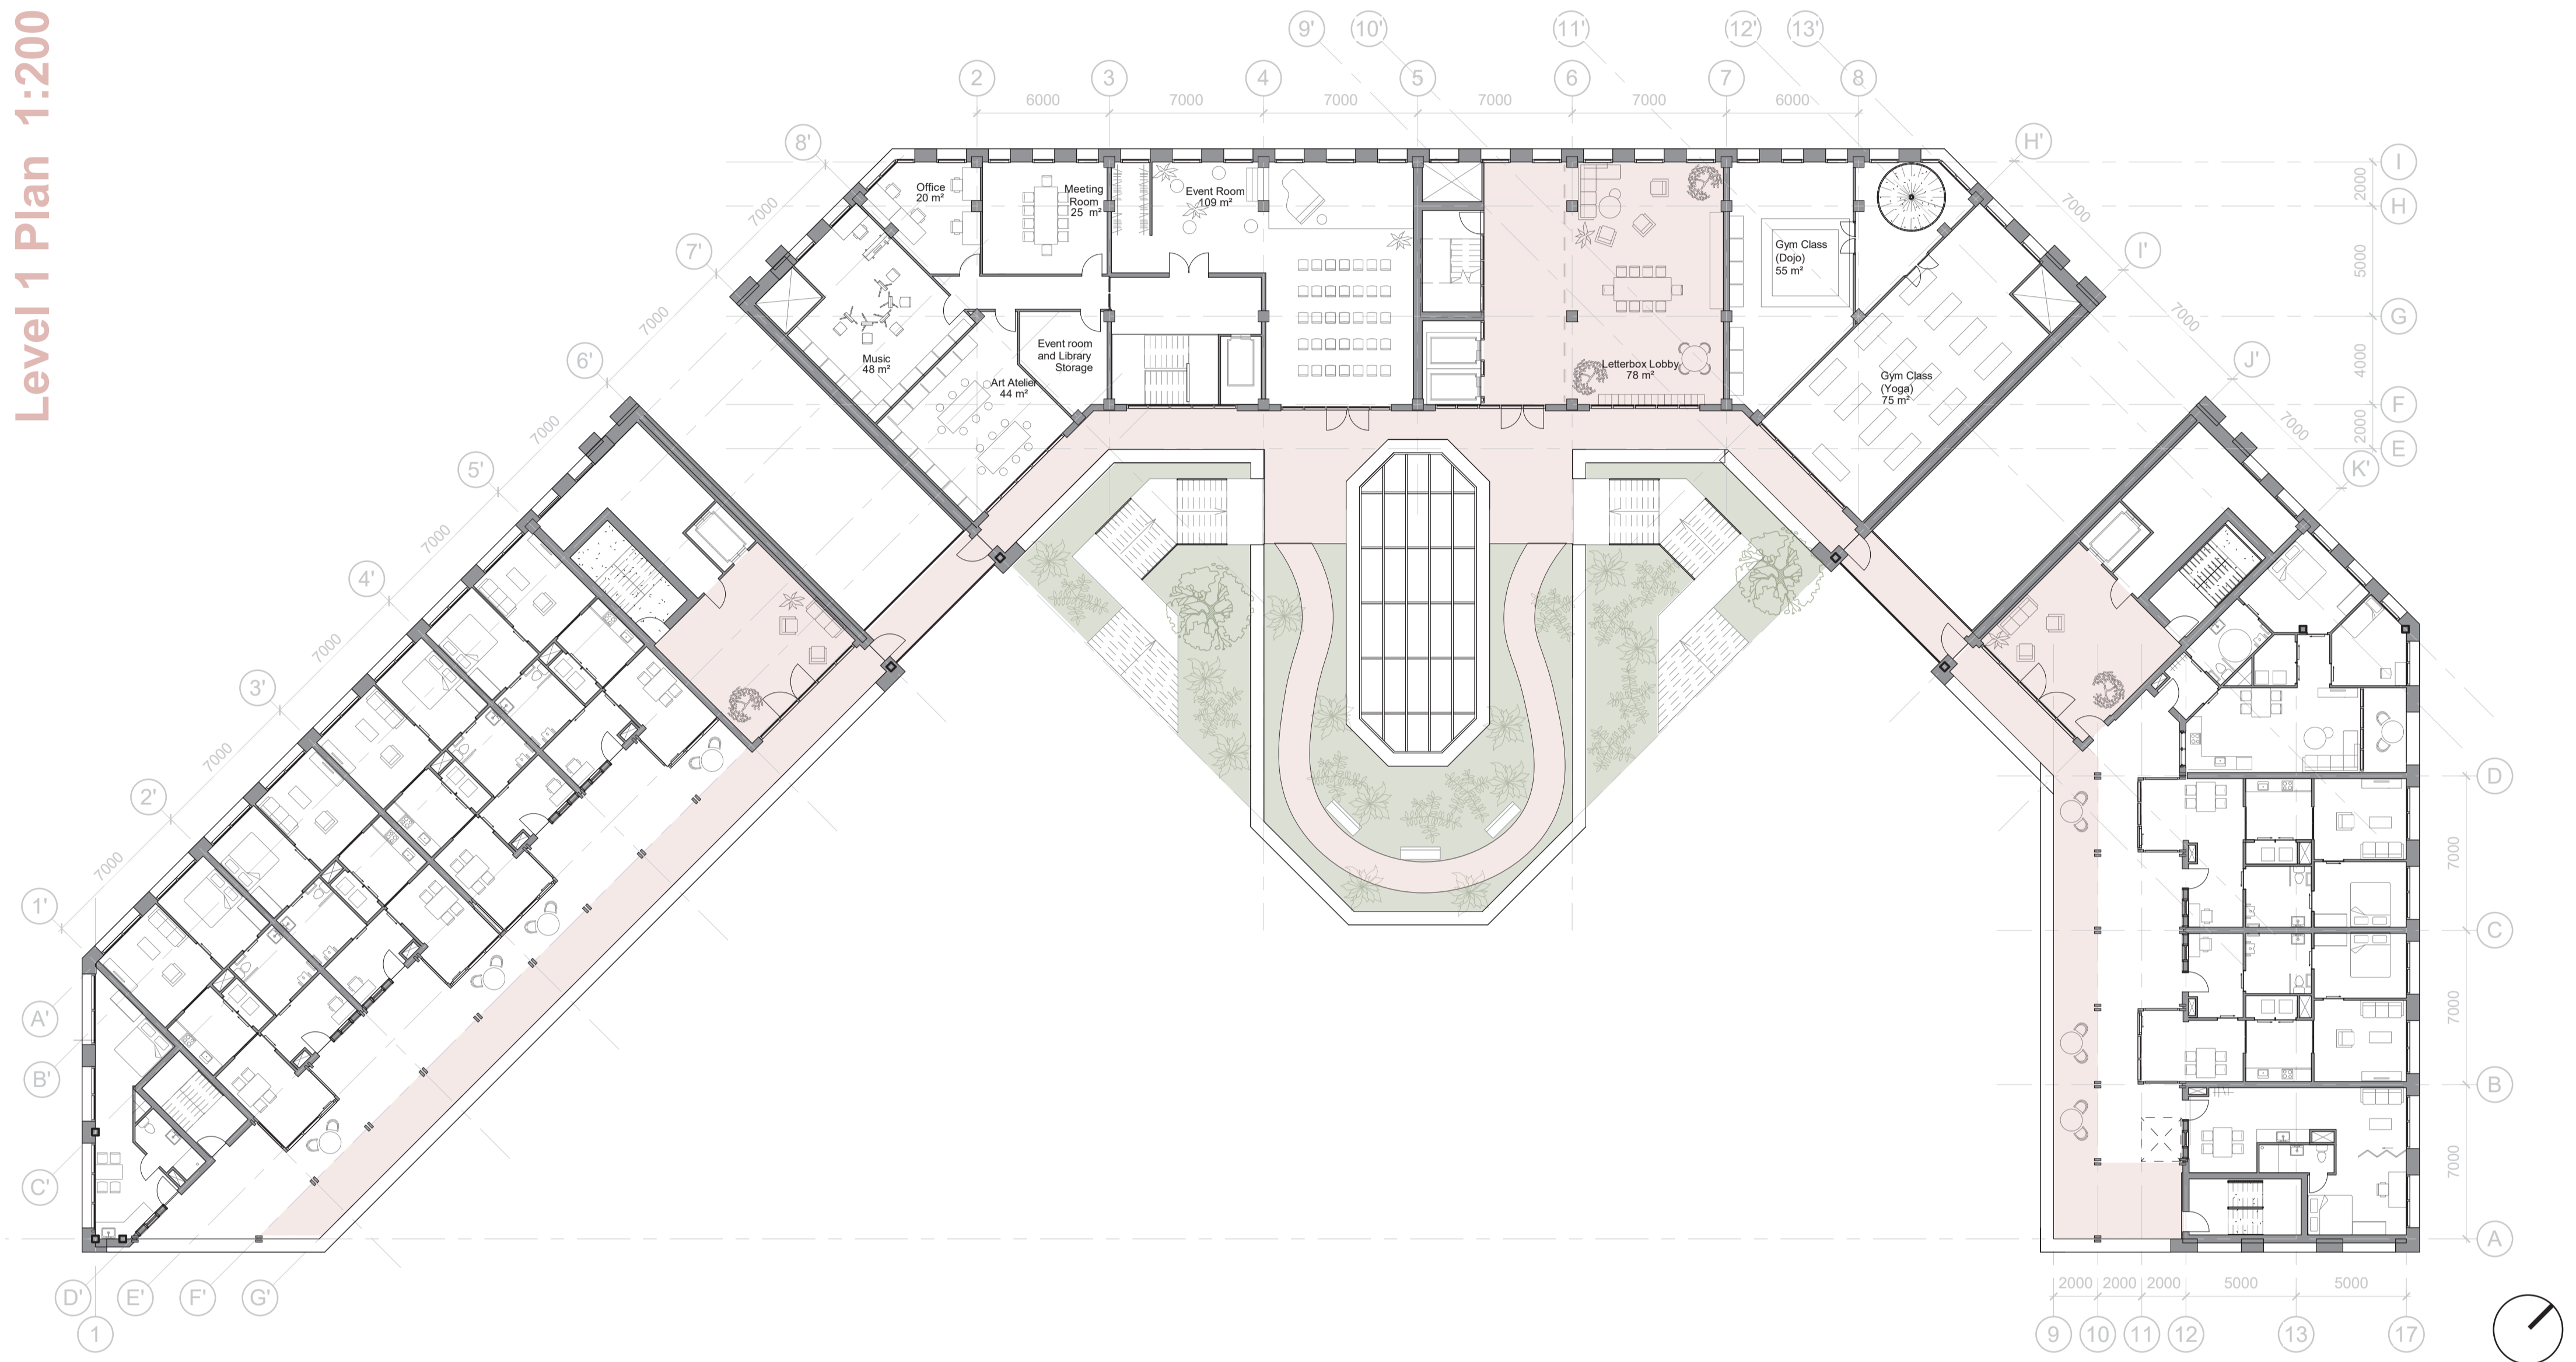 Level 1 Plan 1:200
9'
10'
11'
12'
13'
2
3
4
5
6
7
8
6000
7000
7000
7000
7000
6000
8'
7'
6'
5'
4'
3'
2'
1'
7000
7000
7000
7000
7000
7000
7000
H'
I'
J'
K'
7000
7000
7000
I
H
G
F
E
2000
5000
4000
2000
Office
20 m²
Meeting
Room
25 m²
Event Room
109 m²
Gym Class
(Dojo)
55 m²
Music
48 m²
Event room
and Library
Storage
Art Atelier
44 m²
Letterbox Lobby
78 m²
Gym Class
(Yoga)
75 m²
A'
B'
C'
D'
E'
F'
G'
1
D
C
B
A
7000
7000
7000
2000
2000
2000
5000
5000
9
10
11
12
13
17